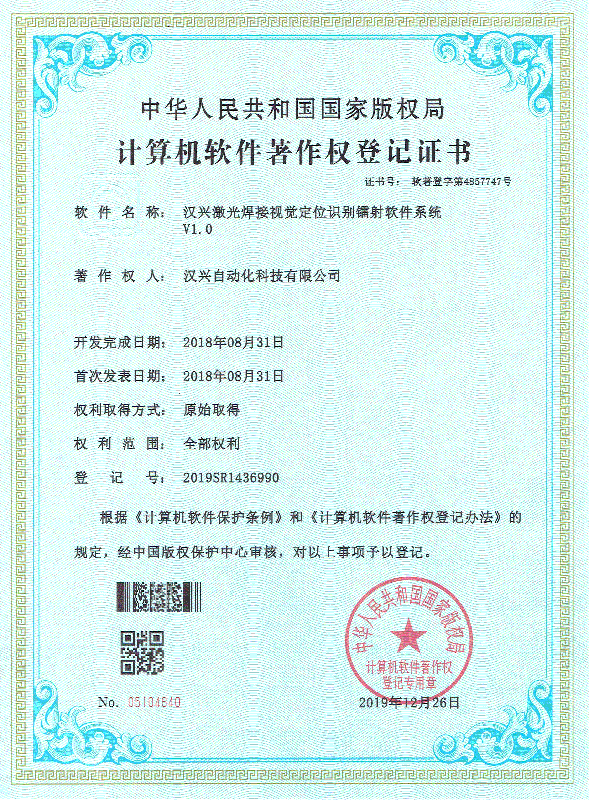 中华人民共和国国家版权局
计算机软件著作权登记证书
证书号： 软著登字第4857747号
软件名称： 汉兴激光焊接视觉定位识别镭射软件系统
V1.0
著作权人： 汉兴自动化科技有限公司
开发完成日期： 2018年08月31日
首次发表日期： 2018年08月31日
权利取得方式： 原始取得
权利范围： 全部权利
登记号： 2019SR1436990
根据《计算机软件保护条例》和《计算机软件著作权登记办法》的
规定，经中国版权保护中心审核，对以上事项予以登记。
中华人民共和国国家版权局
计算机软件著作权
登记专用章
No. 05104640
2019年12月26日